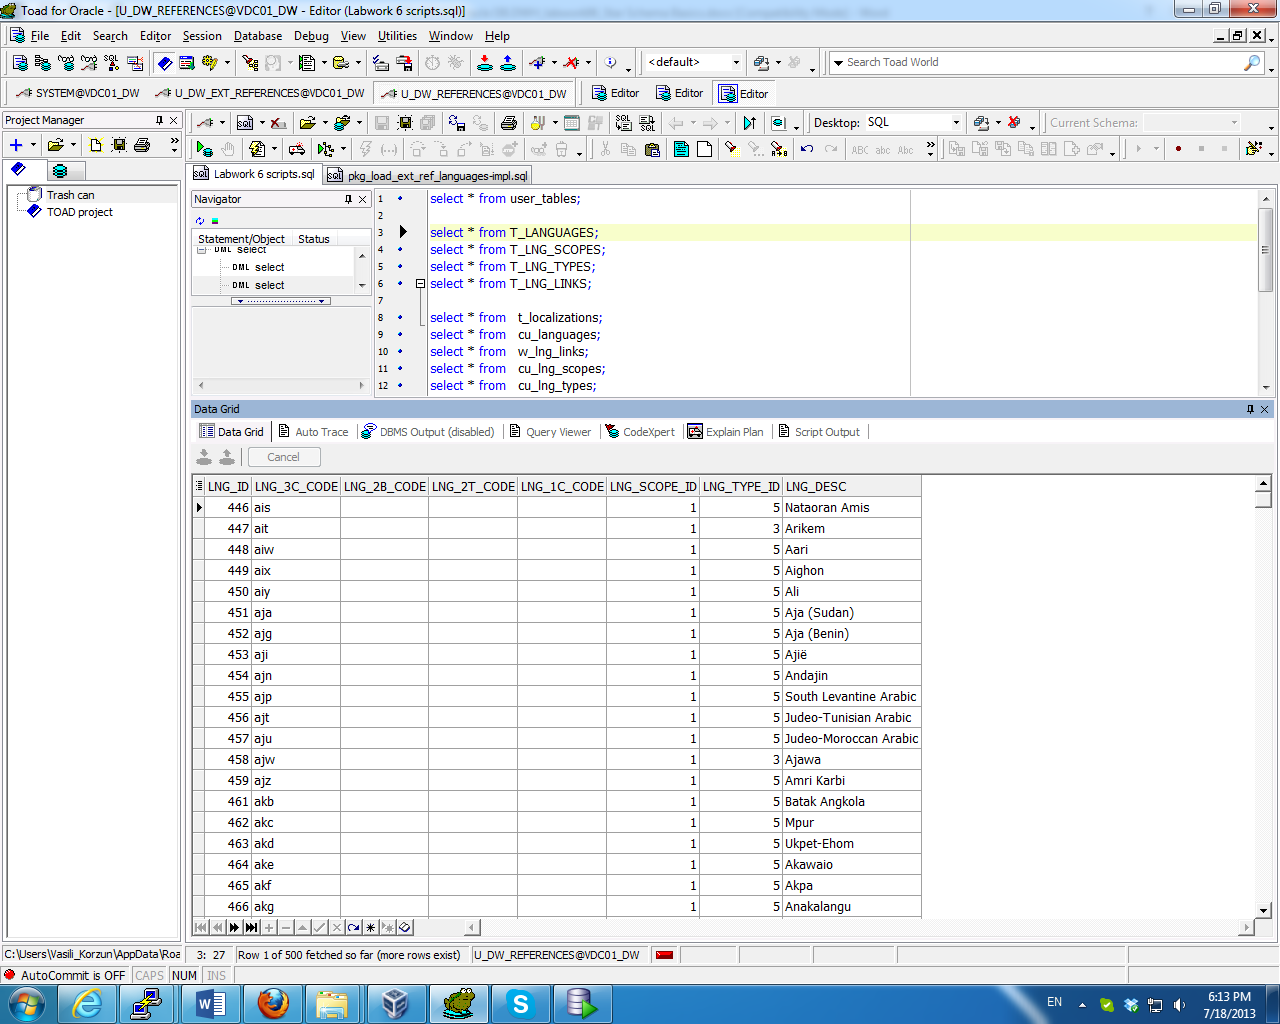 Toad for Oracle - [U_DW_REFERENCES@VDC01_DW - Editor (Labwork 6 scripts.sql)]
File Edit Search Editor Session Database Debug View Utilities Window Help
<default> Search Toad World
SYSTEM@VDC01_DW U_DW_EXT_REFERENCES@VDC01_DW U_DW_REFERENCES@VDC01_DW Editor Editor Editor
Project Manager
Desktop: SQL Current Schema:
SQL SQL SQL
ABC abc Abc
Labwork 6 scripts.sql pkg_load_ext_ref_languages-impl.sql
Trash can
TOAD project
Navigator
Statement/Object Status
DML select
DML select
DML select
1 select * from user_tables;
2
3 select * from T_LANGUAGES;
4 select * from T_LNG_SCOPES;
5 select * from T_LNG_TYPES;
6 select * from T_LNG_LINKS;
7
8 select * from t_localizations;
9 select * from cu_languages;
10 select * from w_lng_links;
11 select * from cu_lng_scopes;
12 select * from cu_lng_types;
Data Grid
Data Grid Auto Trace DBMS Output (disabled) Query Viewer CodeXpert Explain Plan Script Output
Cancel
LNG_ID LNG_3C_CODE LNG_2B_CODE LNG_2T_CODE LNG_1C_CODE LNG_SCOPE_ID LNG_TYPE_ID LNG_DESC
446 ais 1 5 Nataoran Amis
447 ait 1 3 Arikem
448 aiw 1 5 Aari
449 aix 1 5 Aighon
450 aiy 1 5 Ali
451 aja 1 5 Aja (Sudan)
452 ajg 1 5 Aja (Benin)
453 aji 1 5 Ajië
454 ajn 1 5 Andajin
455 ajp 1 5 South Levantine Arabic
456 ajt 1 5 Judeo-Tunisian Arabic
457 aju 1 5 Judeo-Moroccan Arabic
458 ajw 1 3 Ajawa
459 ajz 1 5 Amri Karbi
461 akb 1 5 Batak Angkola
462 akc 1 5 Mpur
463 akd 1 5 Ukpet-Ehom
464 ake 1 5 Akawaio
465 akf 1 5 Akpa
466 akg 1 5 Anakalangu
C:\Users\Vasili_Korzun\AppData\Roa 3: 27 Row 1 of 500 fetched so far (more rows exist) U_DW_REFERENCES@VDC01_DW
AutoCommit is OFF CAPS NUM INS
EN 6:13 PM
7/18/2013